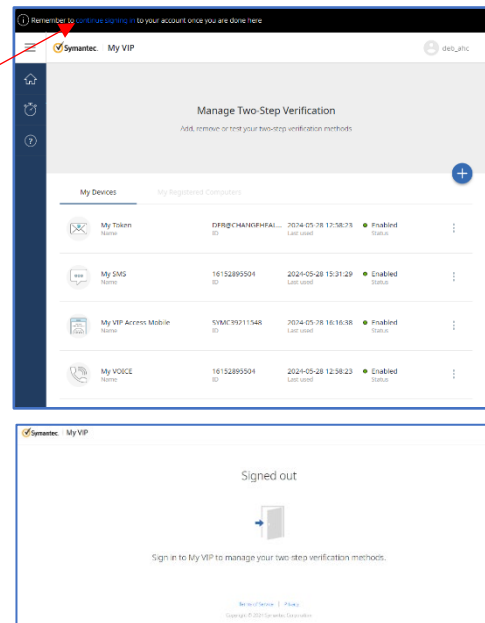 Remember to continue signing in to your account once you are done here
Symantec. My VIP
deb_ahc
Manage Two-Step Verification
Add, remove or test your two-step verification methods
My Devices My Registered Computers
My Token
Name
ID
2024-05-28 12:58:23
Last used
Enabled
Status
My SMS
Name
16152895504
ID
2024-05-28 15:31:29
Last used
Enabled
Status
My VIP Access Mobile
Name
SYMC39211548
ID
2024-05-28 16:16:38
Last used
Enabled
Status
My VOICE
Name
16152895504
ID
2024-05-28 12:58:23
Last used
Enabled
Status
Symantec. My VIP
Signed out
Sign in to My VIP to manage your two step verification methods.
Terms of Service | Privacy
Symantec Corporation